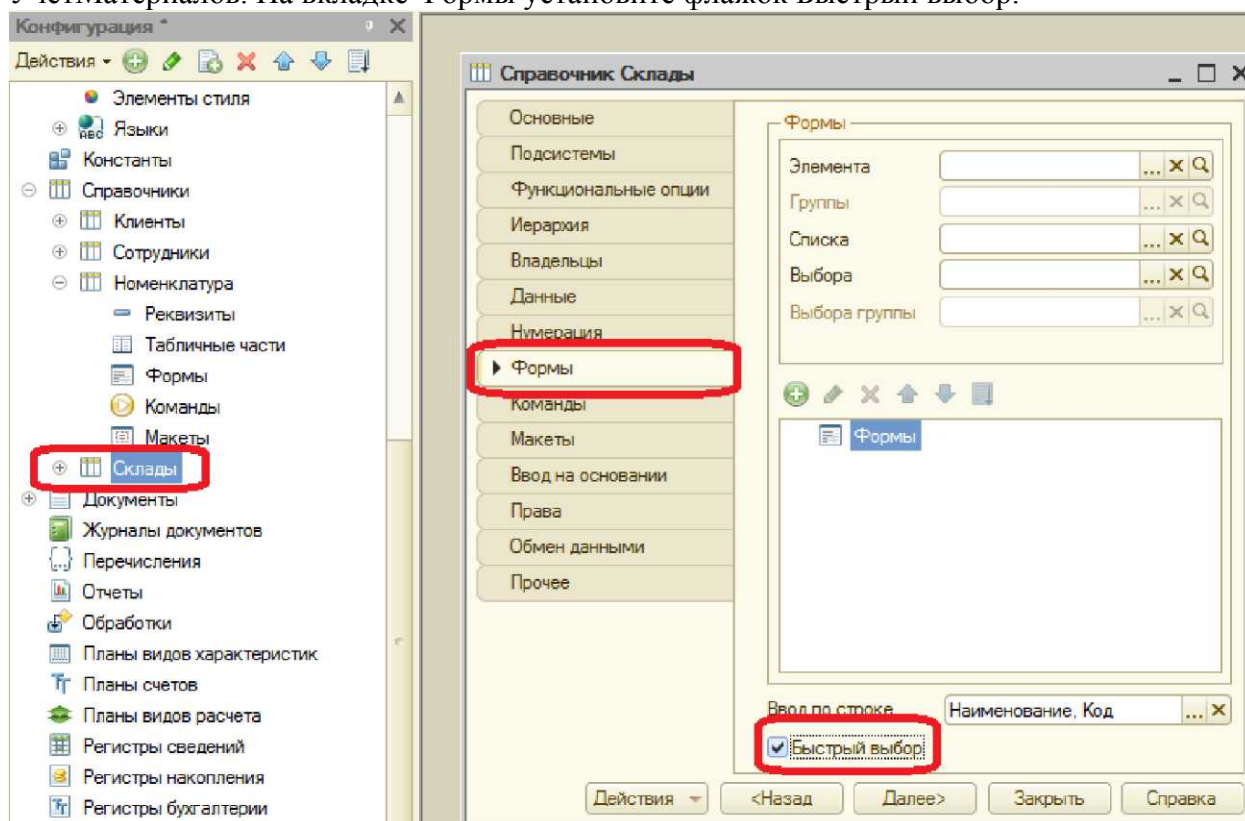 УчетМатериалов. На вкладке Формы установите флажок Быстрый выбор.
Конфигурация *
Действия
Элементы стиля
Языки
Константы
Справочники
Клиенты
Сотрудники
Номенклатура
Реквизиты
Табличные части
Формы
Команды
Макеты
Склады
Документы
Журналы документов
Перечисления
Отчеты
Обработки
Планы видов характеристик
Планы счетов
Планы видов расчета
Регистры сведений
Регистры накопления
Регистры бухгалтерии
Справочник Склады
Основные
Подсистемы
Функциональные опции
Иерархия
Владельцы
Данные
Нумерация
Формы
Команды
Макеты
Ввод на основании
Права
Обмен данными
Прочее
Формы
Элемента
Группы
Списка
Выбора
Выбора группы
Формы
Ввод по строке Наименование, Код
Быстрый выбор
Действия <Назад Далее> Закрыть Справка